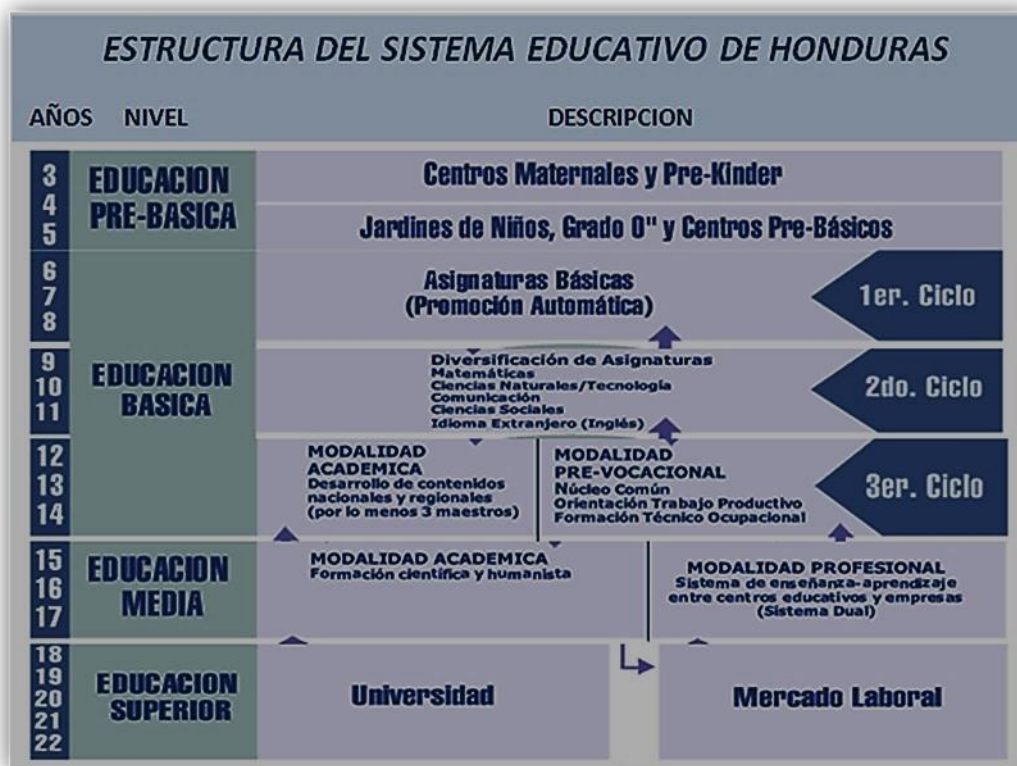 ESTRUCTURA DEL SISTEMA EDUCATIVO DE HONDURAS
AÑOS NIVEL DESCRIPCION
3
4
5
EDUCACION
PRE-BASICA
Centros Maternales y Pre-Kinder
Jardines de Niños, Grado 0" y Centros Pre-Básicos
6
7
8
9
10
11
12
13
14
EDUCACION
BASICA
Asignaturas Básicas
(Promoción Automática)
1er. Ciclo
Diversificación de Asignaturas
Matemáticas
Ciencias Naturales/Tecnología
Comunicación
Ciencias Sociales
Idioma Extranjero (Inglés)
2do. Ciclo
MODALIDAD
ACADEMICA
Desarrollo de contenidos
nacionales y regionales
(por lo menos 3 maestros)
MODALIDAD
PRE-VOCACIONAL
Núcleo Común
Orientación Trabajo Productivo
Formación Técnico Ocupacional
3er. Ciclo
15
16
17
EDUCACION
MEDIA
MODALIDAD ACADEMICA
Formación científica y humanista
MODALIDAD PROFESIONAL
Sistema de enseñanza-aprendizaje
entre centros educativos y empresas
(Sistema Dual)
18
19
20
21
22
EDUCACION
SUPERIOR
Universidad
Mercado Laboral